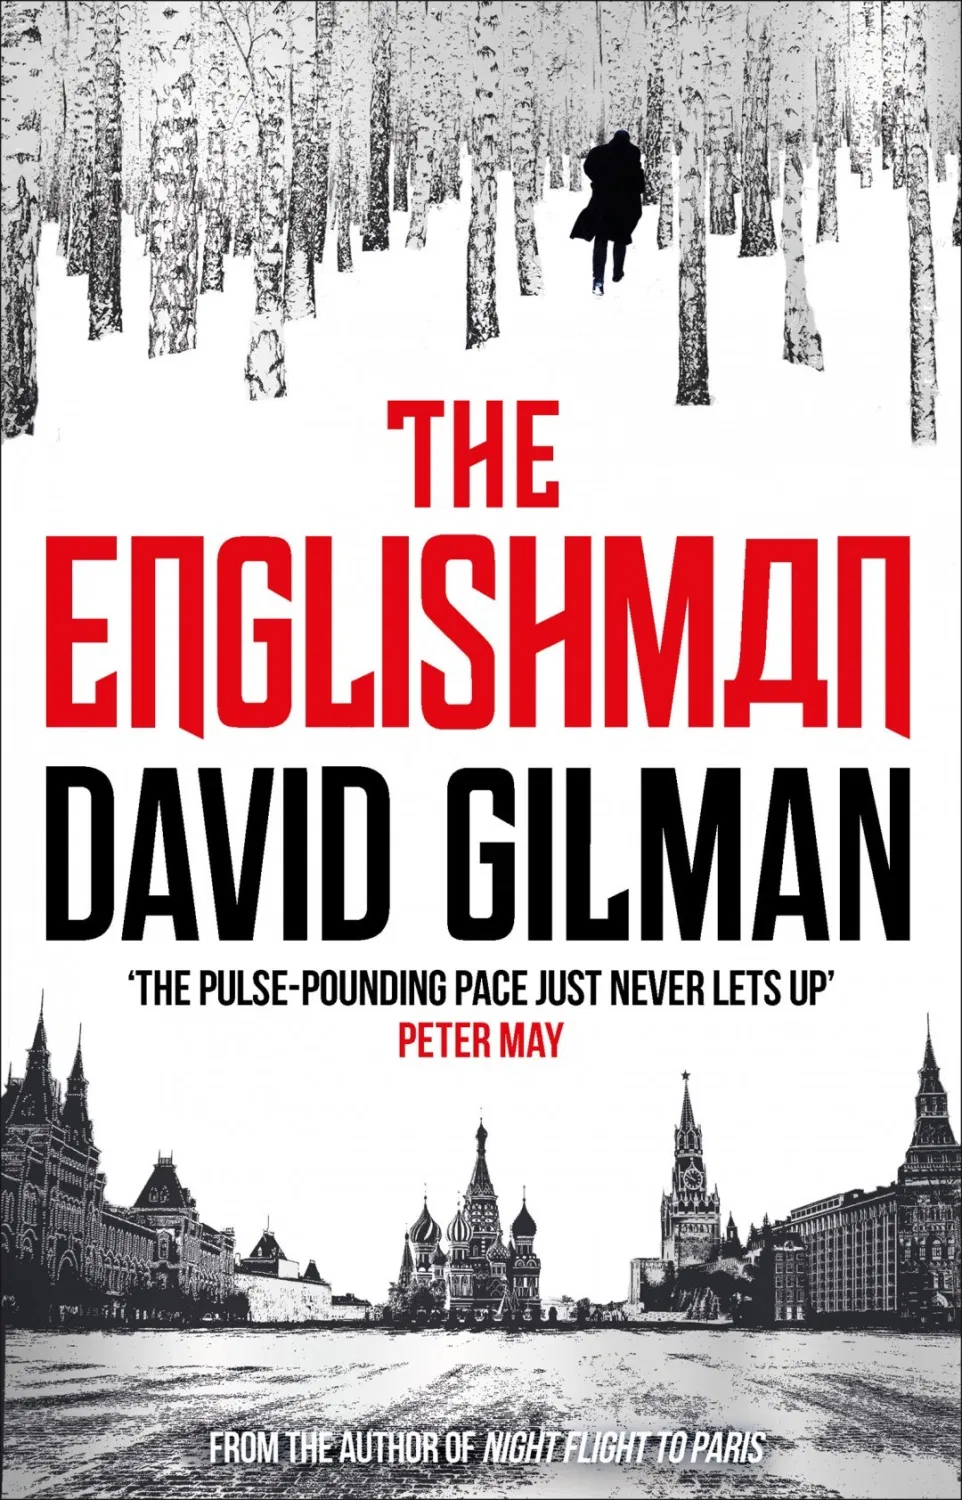 THE
ENGLISHMAN
DAVID GILMAN
‘THE PULSE-POUNDING PACE JUST NEVER LETS UP’
PETER MAY
FROM THE AUTHOR OF NIGHT FLIGHT TO PARIS